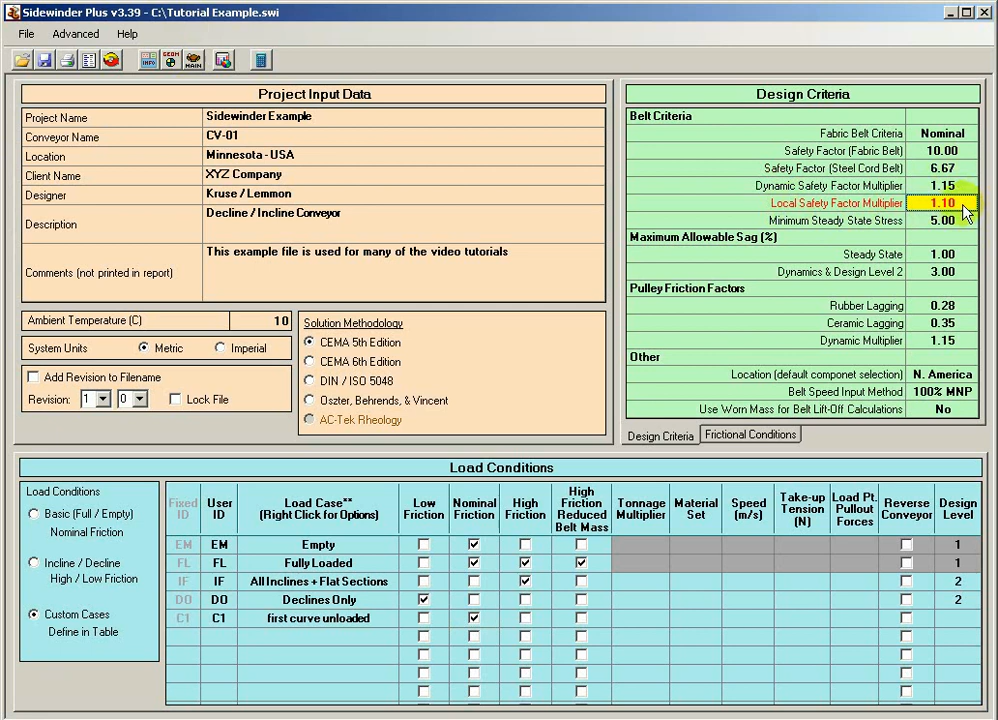 Sidewinder Plus v3.39 - C:\Tutorial Example.swi
File Advanced Help
Project Input Data
Project Name Sidewinder Example
Conveyor Name CV-01
Location Minnesota - USA
Client Name XYZ Company
Designer Kruse / Lemmon
Description Decline / Incline Conveyor
Comments (not printed in report) This example file is used for many of the video tutorials
Ambient Temperature (C) 10
System Units Metric Imperial
Add Revision to Filename
Revision: 1 0 Lock File
Solution Methodology
CEMA 5th Edition
CEMA 6th Edition
DIN / ISO 5048
Oszter, Behrends, & Vincent
AC-Tek Rheology
Design Criteria
Belt Criteria
Fabric Belt Criteria Nominal
Safety Factor (Fabric Belt) 10.00
Safety Factor (Steel Cord Belt) 6.67
Dynamic Safety Factor Multiplier 1.15
Local Safety Factor Multiplier 1.10
Minimum Steady State Stress 5.00
Maximum Allowable Sag (%)
Steady State 1.00
Dynamics & Design Level 2 3.00
Pulley Friction Factors
Rubber Lagging 0.28
Ceramic Lagging 0.35
Dynamic Multiplier 1.15
Other
Location (default componet selection) N. America
Belt Speed Input Method 100% MNP
Use Worn Mass for Belt Lift-Off Calculations No
Design Criteria Frictional Conditions
Load Conditions
Load Conditions
Basic (Full / Empty)
Nominal Friction
Incline / Decline
High / Low Friction
Custom Cases
Define in Table
Fixed ID User ID Load Case** (Right Click for Options) Low Friction Nominal Friction High Friction High Friction Reduced Belt Mass Tonnage Multiplier Material Set Speed (m/s) Take-up Tension (N) Load Pt. Pullout Forces Reverse Conveyor Design Level
EM EM Empty 1
FL FL Fully Loaded 1
IF IF All Inclines + Flat Sections 2
DO DO Declines Only 2
C1 C1 first curve unloaded